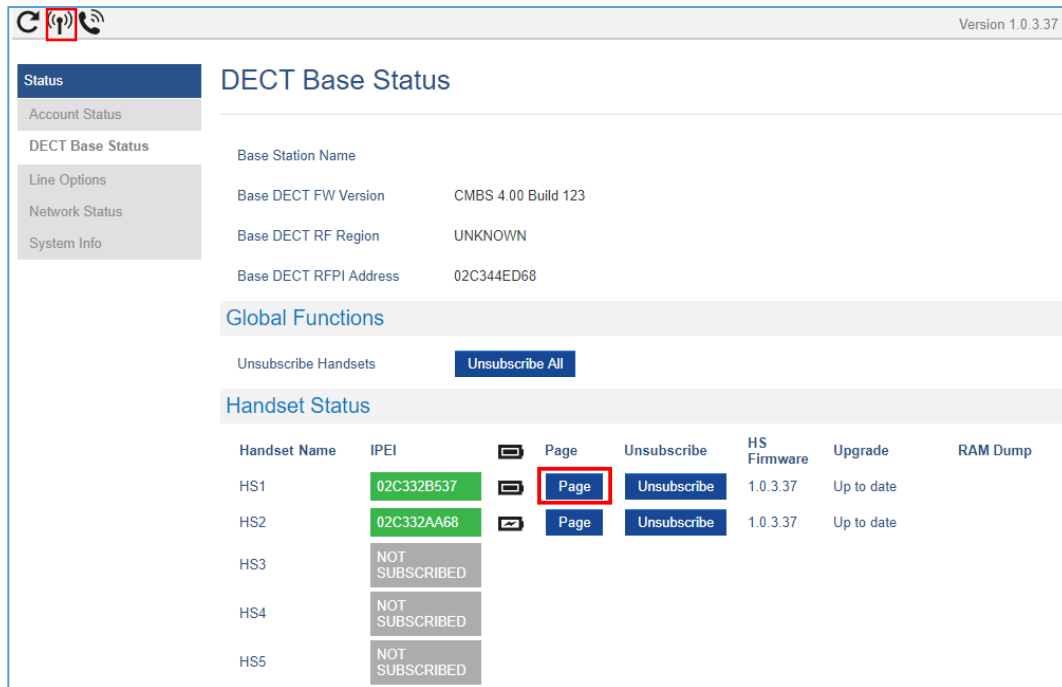 Version 1.0.3.37
Status
Account Status
DECT Base Status
Line Options
Network Status
System Info
DECT Base Status
Base Station Name
Base DECT FW Version CMBS 4.00 Build 123
Base DECT RF Region UNKNOWN
Base DECT RFPI Address 02C344ED68
Global Functions
Unsubscribe Handsets Unsubscribe All
Handset Status
Handset Name IPEI Page Unsubscribe HS Firmware Upgrade RAM Dump
HS1 02C332B537 Page Unsubscribe 1.0.3.37 Up to date
HS2 02C332AA68 Page Unsubscribe 1.0.3.37 Up to date
HS3 NOT SUBSCRIBED
HS4 NOT SUBSCRIBED
HS5 NOT SUBSCRIBED